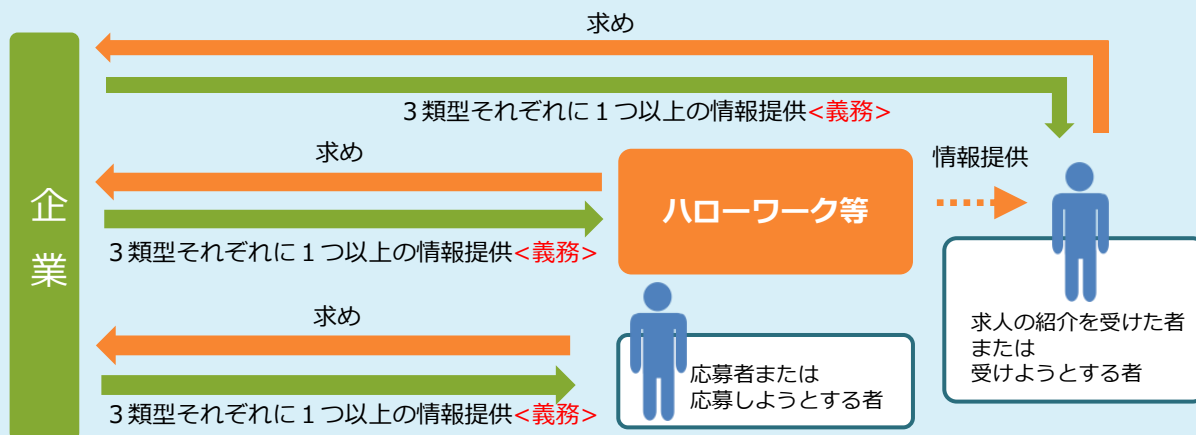 求め
３類型それぞれに１つ以上の情報提供<義務>
求め
情報提供
ハローワーク等
企業
３類型それぞれに１つ以上の情報提供<義務>
求め
求人の紹介を受けた者
または
受けようとする者
応募者または
応募しようとする者
３類型それぞれに１つ以上の情報提供<義務>